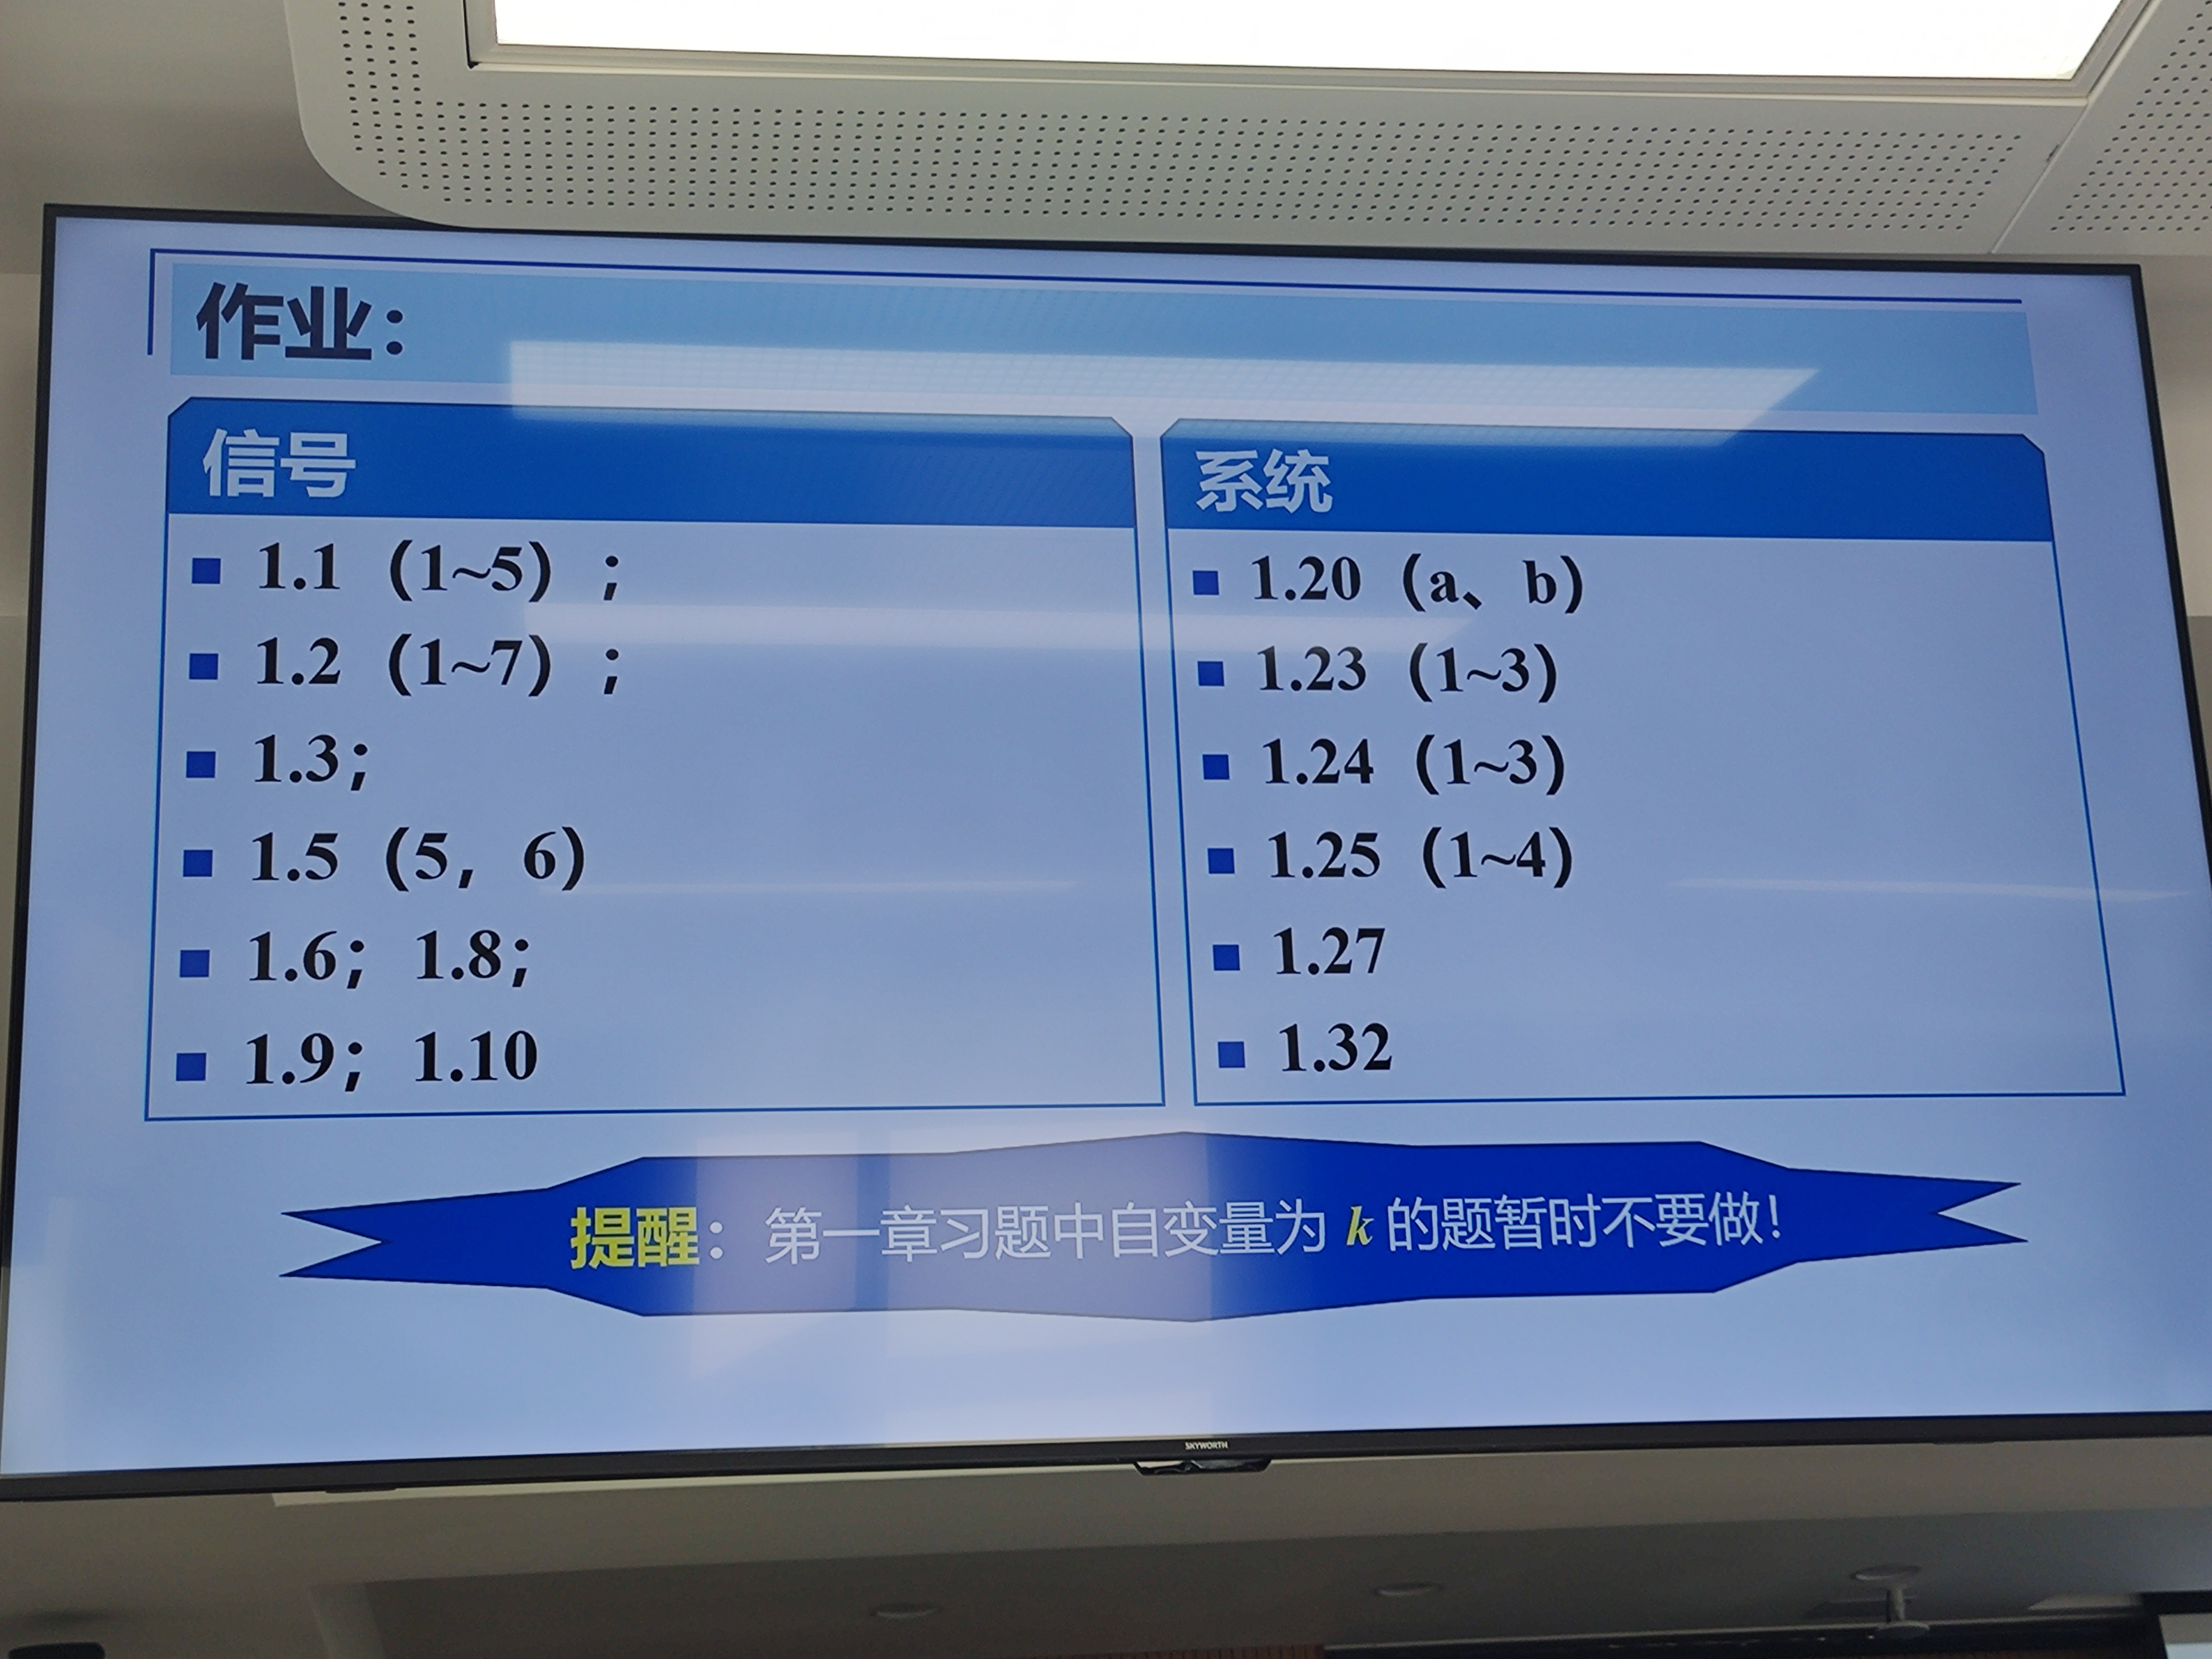 作业：
信号
1.1（1~5）；
1.2（1~7）；
1.3；
1.5（5，6）
1.6；1.8；
1.9；1.10
系统
1.20（a、b）
1.23（1~3）
1.24（1~3）
1.25（1~4）
1.27
1.32
提醒：第一章习题中自变量为 k 的题暂时不要做！
SKYWORTH